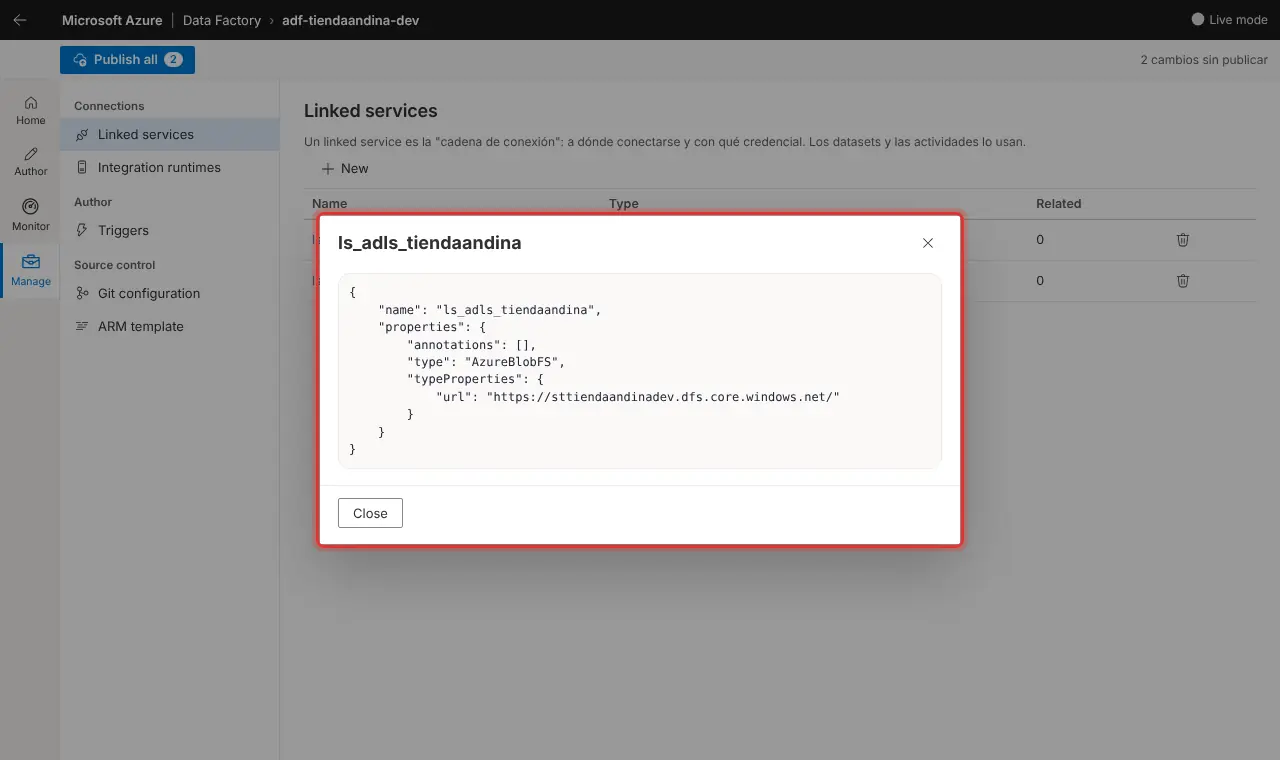 Microsoft Azure | Data Factory › adf-tiendaandina-dev
Live mode
Publish all 2
2 cambios sin publicar
Home
Author
Monitor
Manage
Connections
Linked services
Integration runtimes
Author
Triggers
Source control
Git configuration
ARM template
Linked services
Un linked service es la "cadena de conexión": a dónde conectarse y con qué credencial. Los datasets y las actividades lo usan.
New
Name Type Related
0
0
ls_adls_tiendaandina
{
    "name": "ls_adls_tiendaandina",
    "properties": {
        "annotations": [],
        "type": "AzureBlobFS",
        "typeProperties": {
            "url": "https://sttiendaandinadev.dfs.core.windows.net/"
        }
    }
}
Close